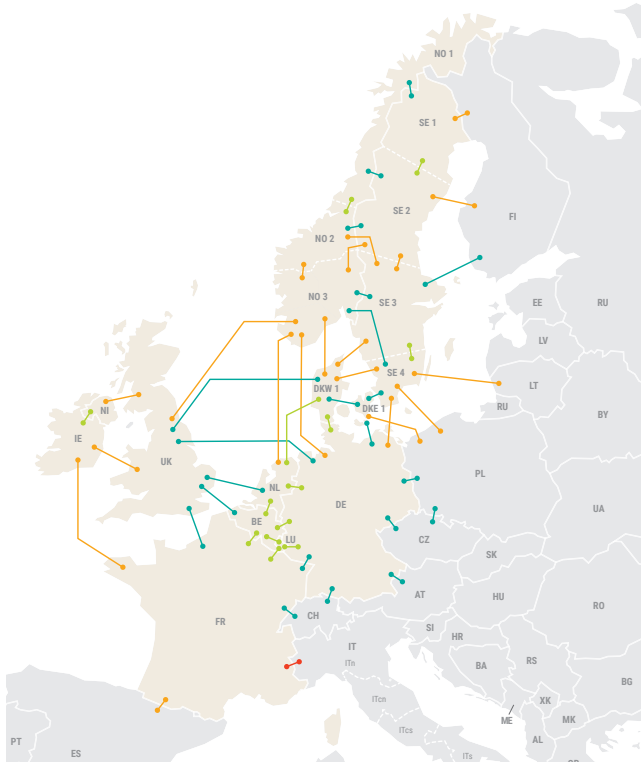 NO 1
SE 1
SE 2
FI
NO 2
NO 3
SE 3
EE
RU
LV
DKW 1
SE 4
LT
RU
NI
DKE 1
IE
BY
UK
PL
NL
DE
UA
BE
LU
CZ
SK
AT
HU
RO
FR
CH
SI
HR
IT
ITn
BA
RS
BG
ITcn
XK
ME
MK
ITcs
PT
ES
AL
ITs